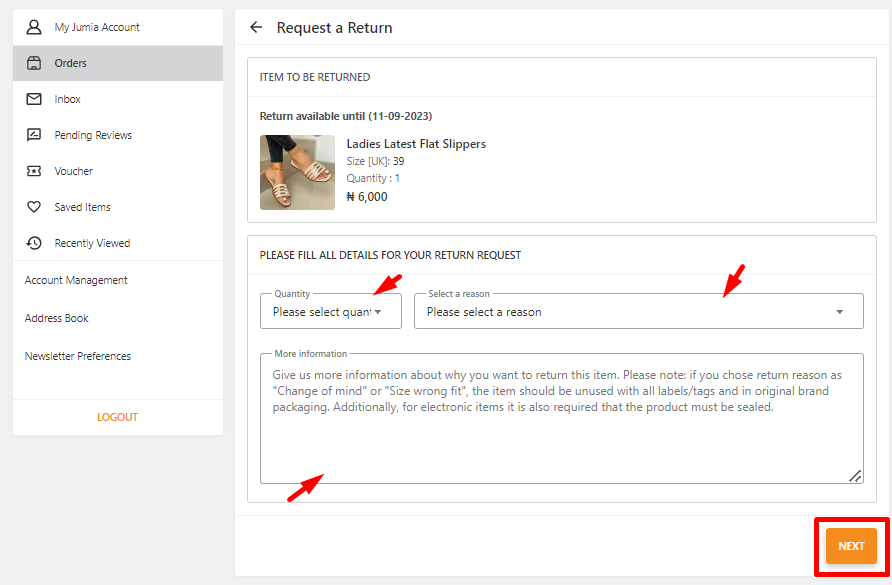 My Jumia Account
Orders
Inbox
Pending Reviews
Voucher
Saved Items
Recently Viewed
Account Management
Address Book
Newsletter Preferences
LOGOUT
Request a Return
ITEM TO BE RETURNED
Return available until (11-09-2023)
Ladies Latest Flat Slippers
Size [UK]: 39
Quantity : 1
₦ 6,000
PLEASE FILL ALL DETAILS FOR YOUR RETURN REQUEST
Quantity
Please select quant
Select a reason
Please select a reason
More information
Give us more information about why you want to return this item. Please note: if you chose return reason as
"Change of mind" or "Size wrong fit", the item should be unused with all labels/tags and in original brand
packaging. Additionally, for electronic items it is also required that the product must be sealed.
NEXT